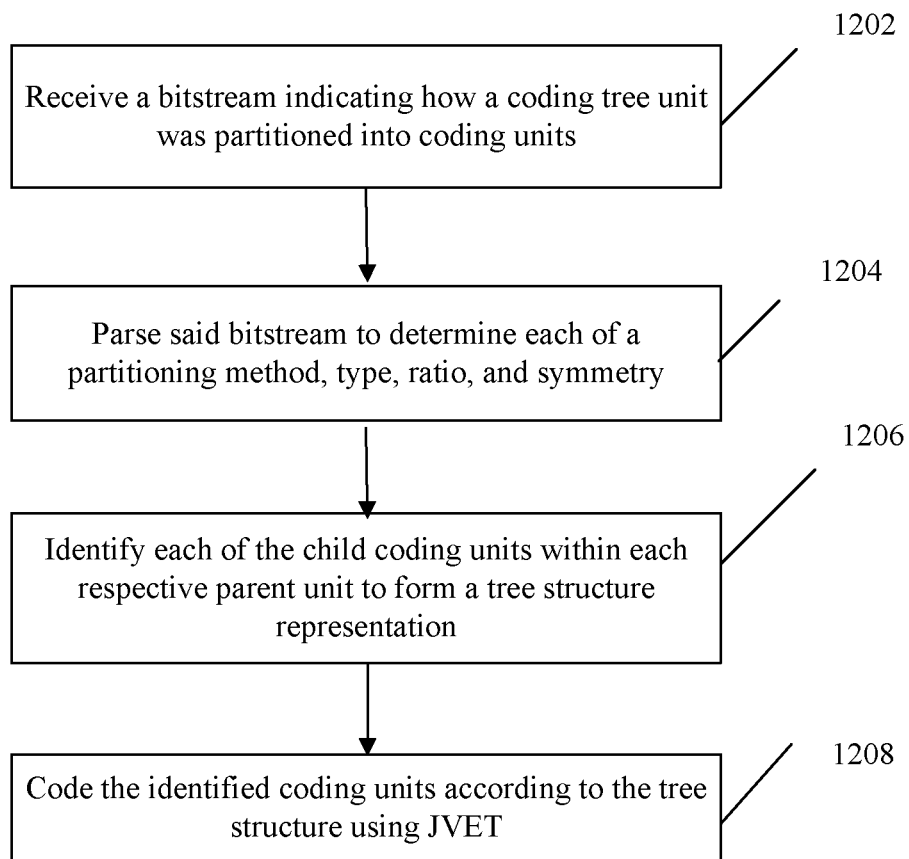 1202
Receive a bitstream indicating how a coding tree unit
was partitioned into coding units
1204
Parse said bitstream to determine each of a
partitioning method, type, ratio, and symmetry
1206
Identify each of the child coding units within each
respective parent unit to form a tree structure
representation
1208
Code the identified coding units according to the tree
structure using JVET